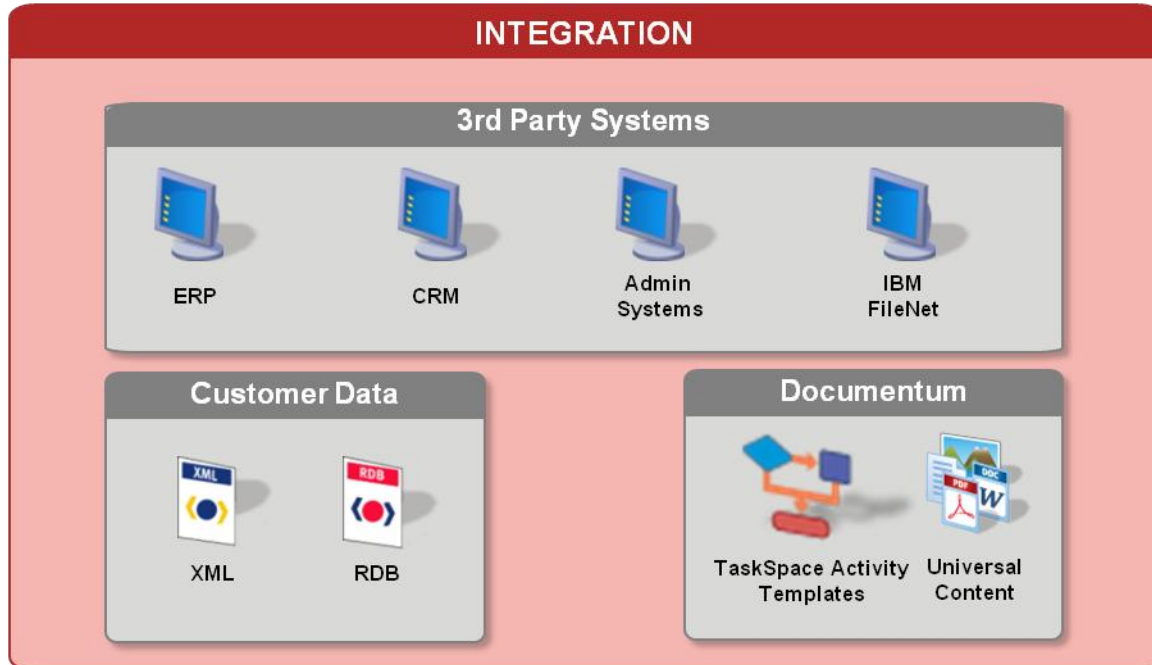 INTEGRATION
3rd Party Systems
ERP
CRM
Admin
Systems
IBM
FileNet
Customer Data
XML
XML
RDB
RDB
Documentum
PDF
DOC
W
TaskSpace Activity
Templates
Universal
Content